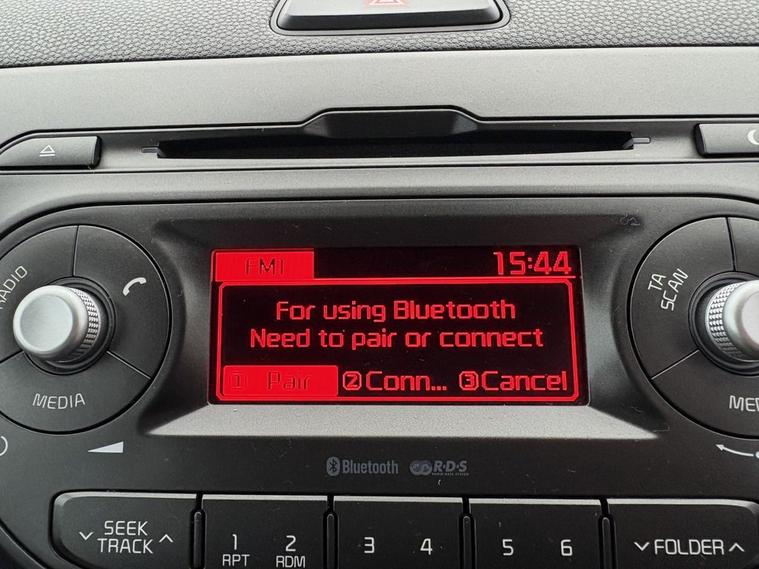 FM1 15:44
For using Bluetooth
Need to pair or connect
1 Pair 2 Conn... 3 Cancel
RADIO
MEDIA
TA
SCAN
Bluetooth R·D·S
SEEK
TRACK
1
RPT
2
RDM
3 4
5 6
FOLDER